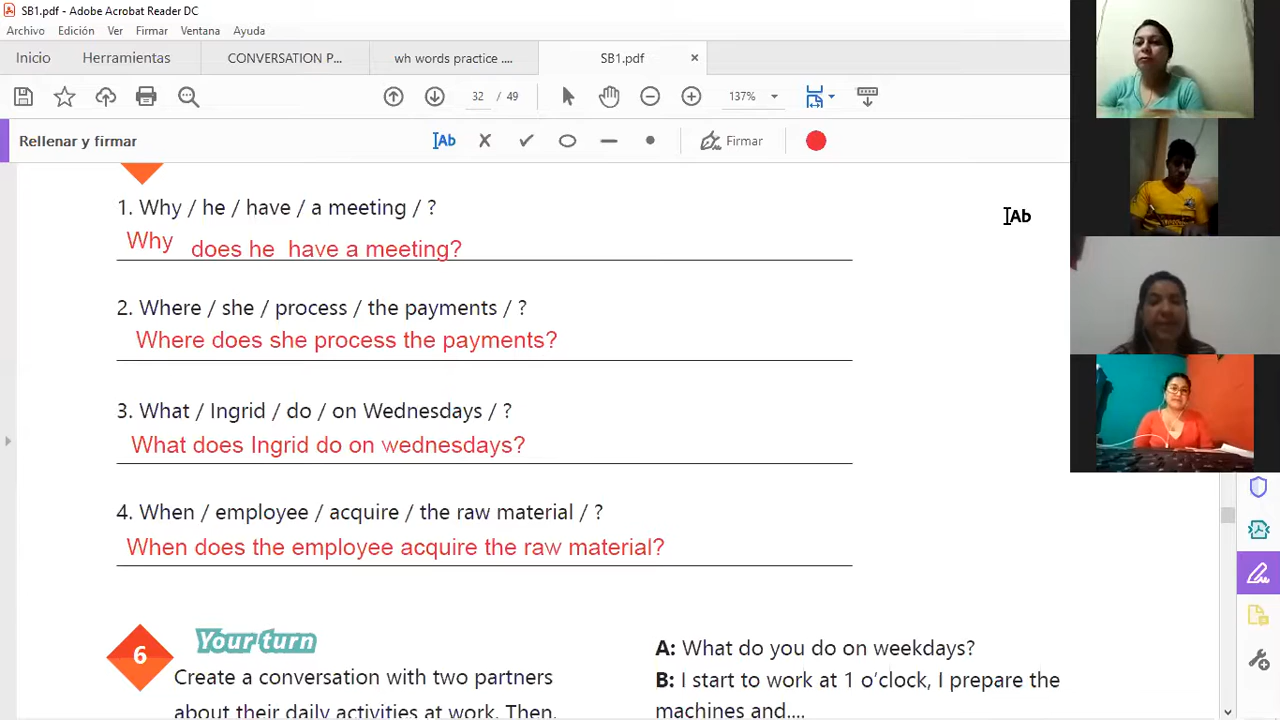 SB1.pdf - Adobe Acrobat Reader DC
Archivo Edición Ver Firmar Ventana Ayuda
Inicio Herramientas CONVERSATION P... wh words practice .... SB1.pdf ×
32 / 49 137%
Rellenar y firmar IAb Firmar
1. Why / he / have / a meeting / ?
Why does he have a meeting?
IAb
2. Where / she / process / the payments / ?
Where does she process the payments?
3. What / Ingrid / do / on Wednesdays / ?
What does Ingrid do on wednesdays?
4. When / employee / acquire / the raw material / ?
When does the employee acquire the raw material?
6 Your turn
Create a conversation with two partners
about their daily activities at work. Then,
A: What do you do on weekdays?
B: I start to work at 1 o'clock, I prepare the
machines and....